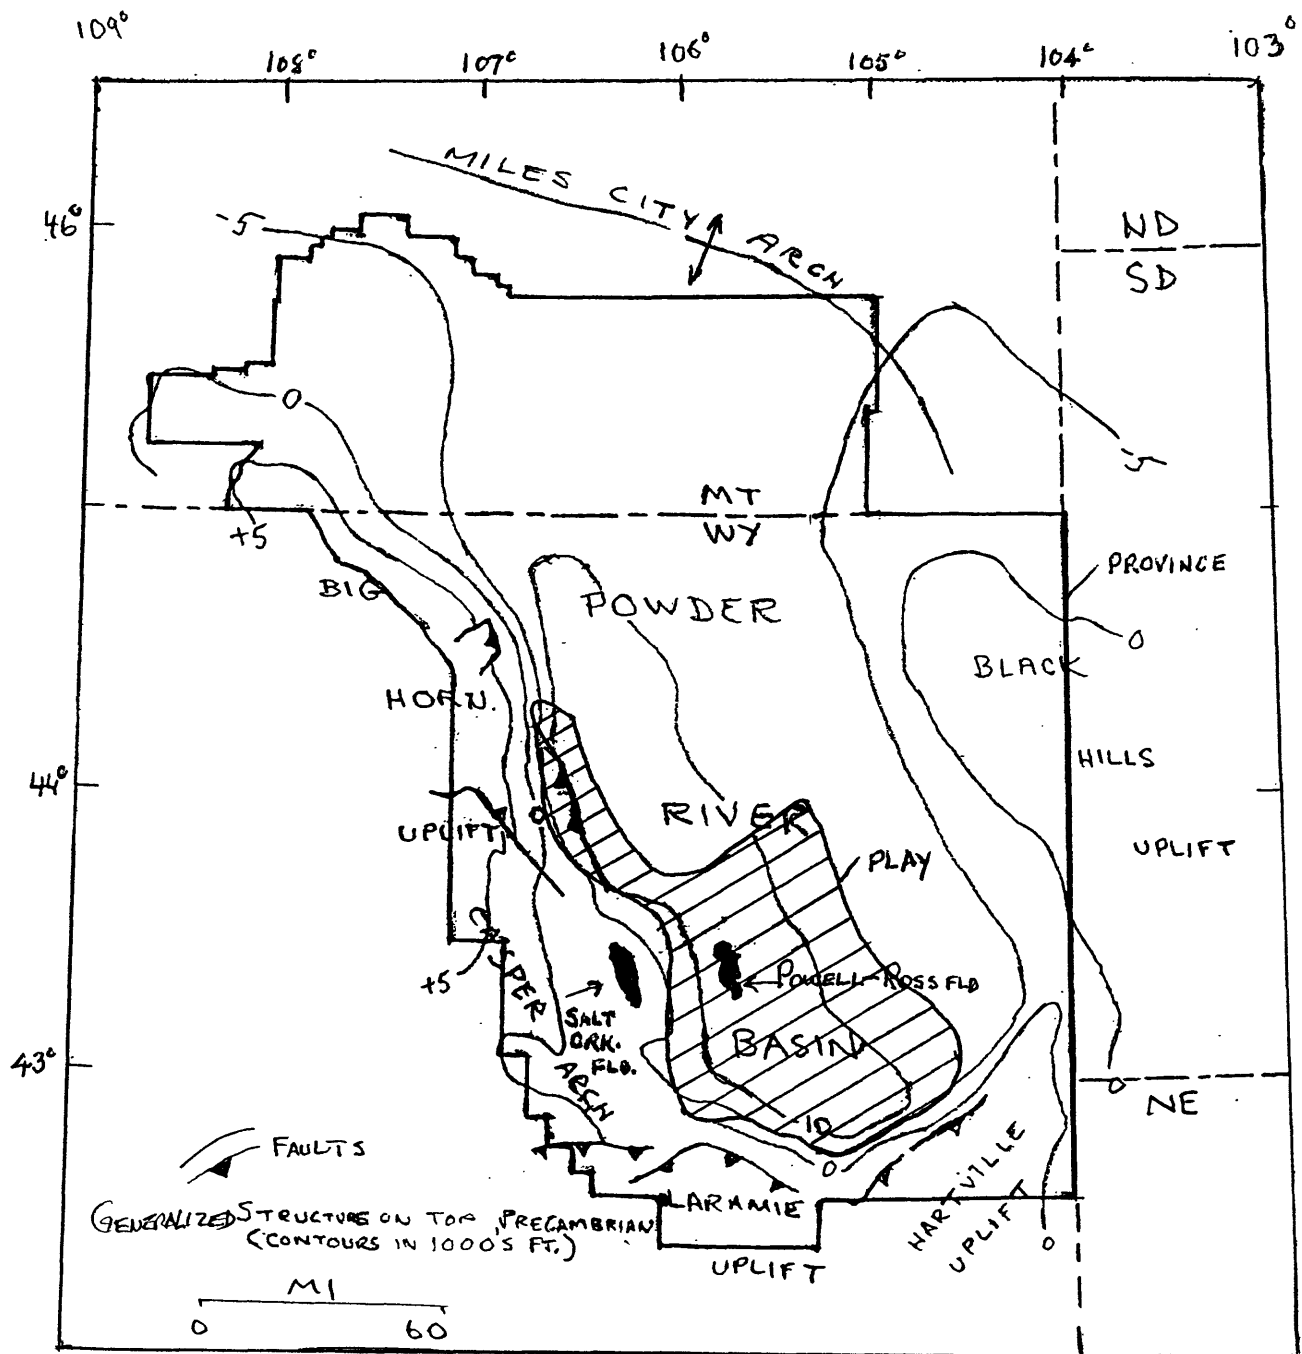 109°
108°
107°
106°
105°
104°
103°
MILES CITY ARCH
46°
-5
ND
SD
0
-5
MT
WY
+5
BIG
PROVINCE
POWDER
0
BLACK
HORN.
44°
HILLS
0
RIVER
UPLIFT
PLAY
UPLIFT
CASPER
ARCH
+5
POWELL-ROSS FLD
SALT
CRK.
FLD.
BASIN
43°
0
NE
10
0
FAULTS
HARTVILLE
UPLIFT
LARAMIE
UPLIFT
0
GENERALIZED STRUCTURE ON TOP, PRECAMBRIAN
(CONTOURS IN 1000'S FT.)
MI
0 60